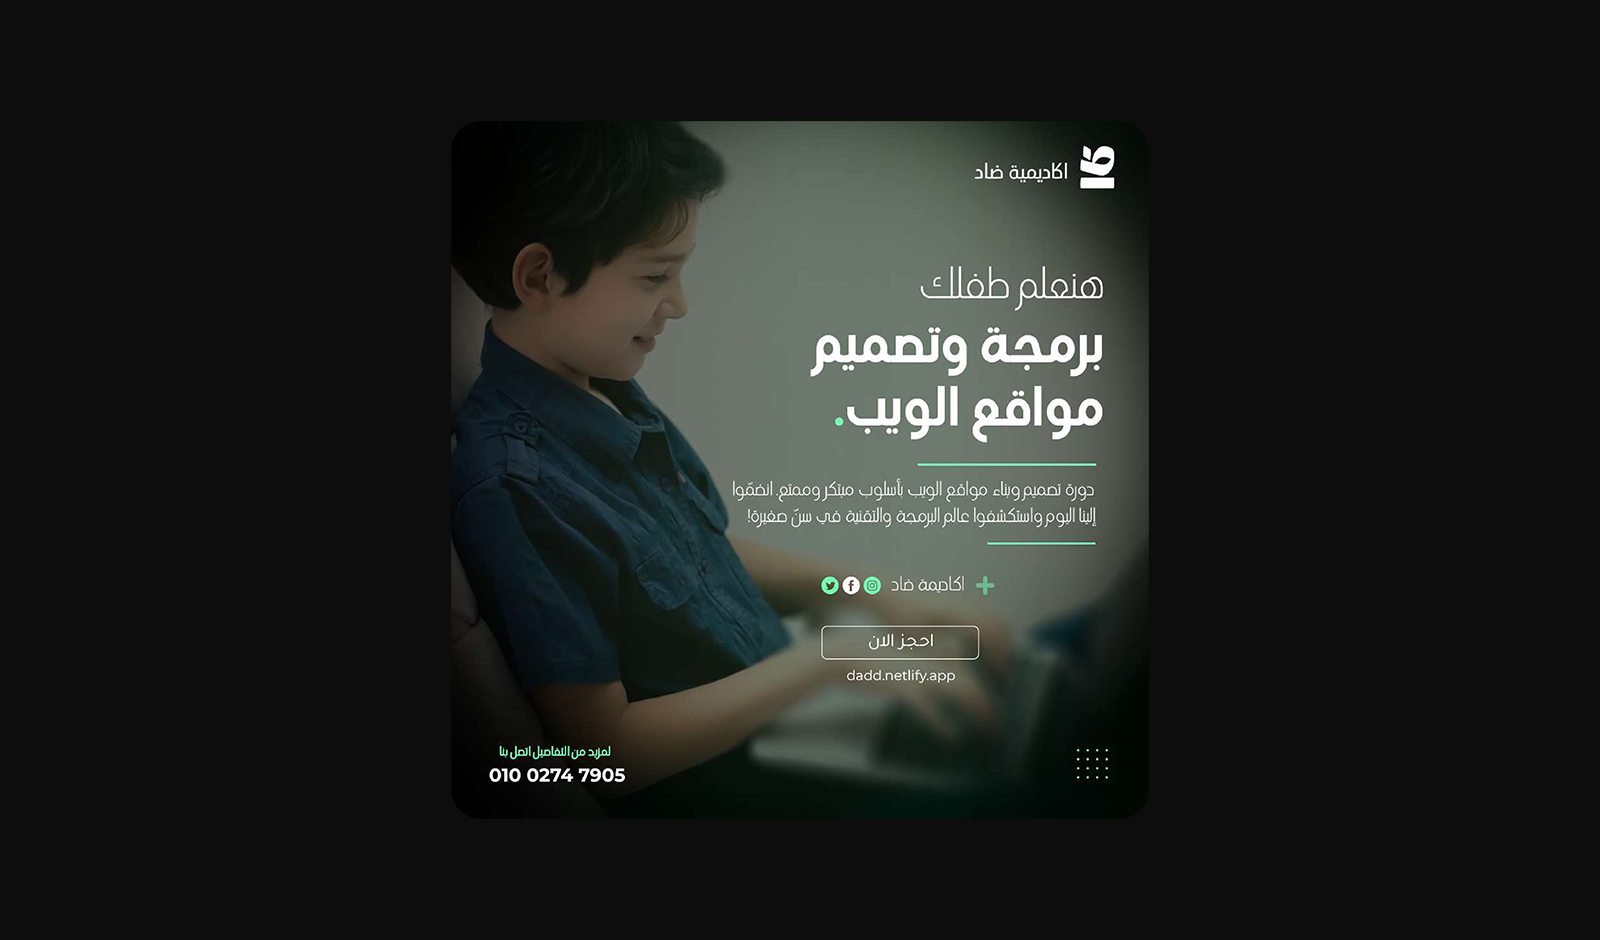 اكاديمية ضاد
هنعلم طفلك
برمجة وتصميم
مواقع الويب.
دورة تصميم وبناء مواقع الويب بأسلوب مبتكر وممتع. انضمّوا
إلينا اليوم واستكشفوا عالم البرمجة والتقنية في سنّ صغيرة!
اكاديمة ضاد
احجز الان
dadd.netlify.app
لمزيد من التفاصيل اتصل بنا
010 0274 7905